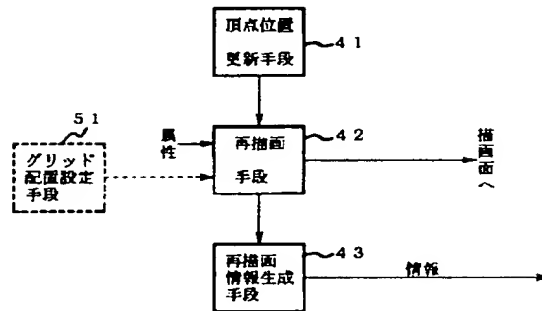 頂点位置
更新手段
41
51
グリッド
配置設定
手段
属性
再描画
手段
42
描画面へ
再描画
情報生成
手段
43
情報